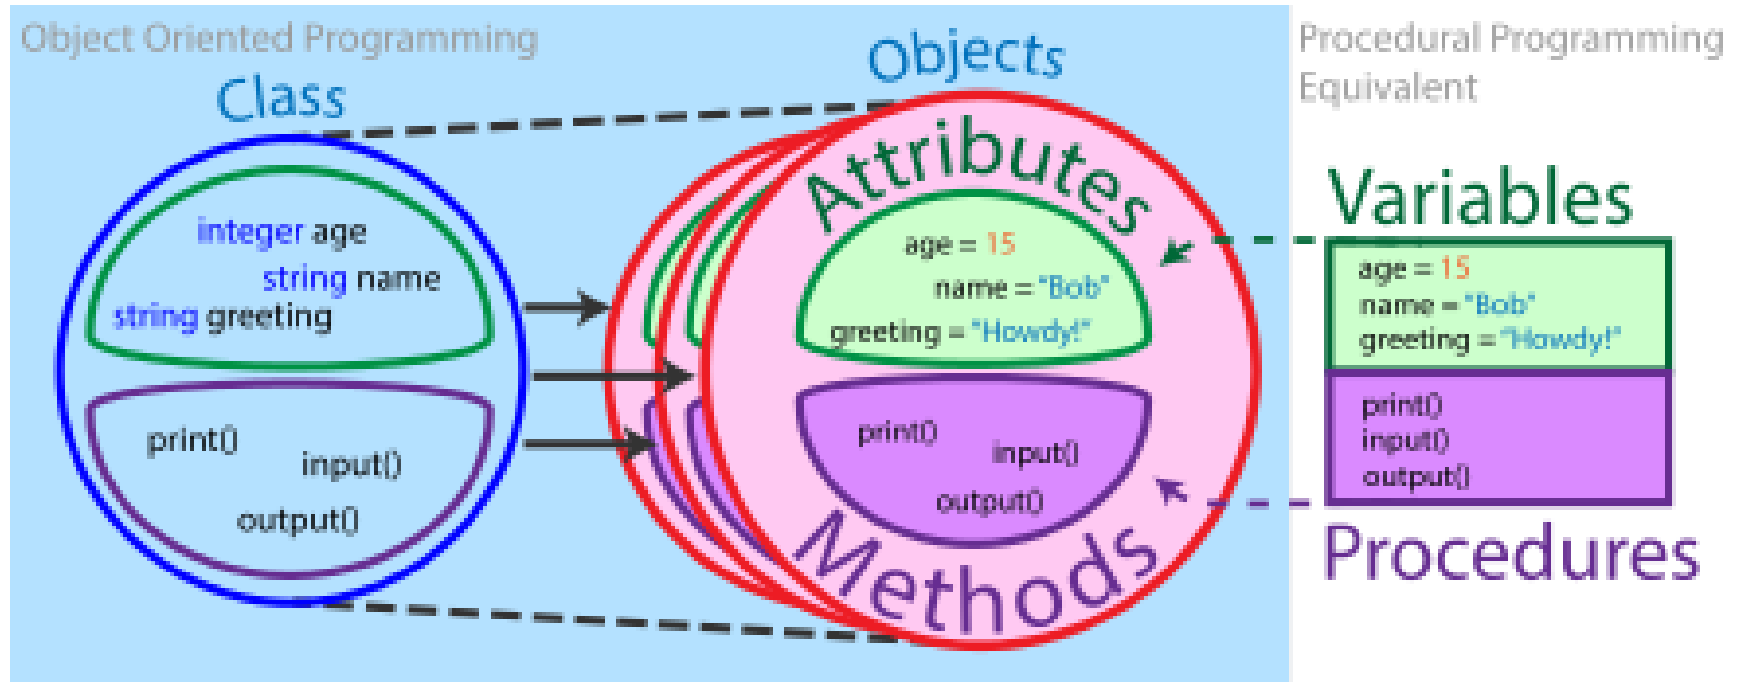 Object Oriented Programming
Class
integer age
string name
string greeting
print()
input()
output()
Objects
Attributes
age = 15
name = "Bob"
greeting = "Howdy!"
print()
input()
output()
Methods
Procedural Programming
Equivalent
Variables
age = 15
name = "Bob"
greeting = "Howdy!"
print()
input()
output()
Procedures